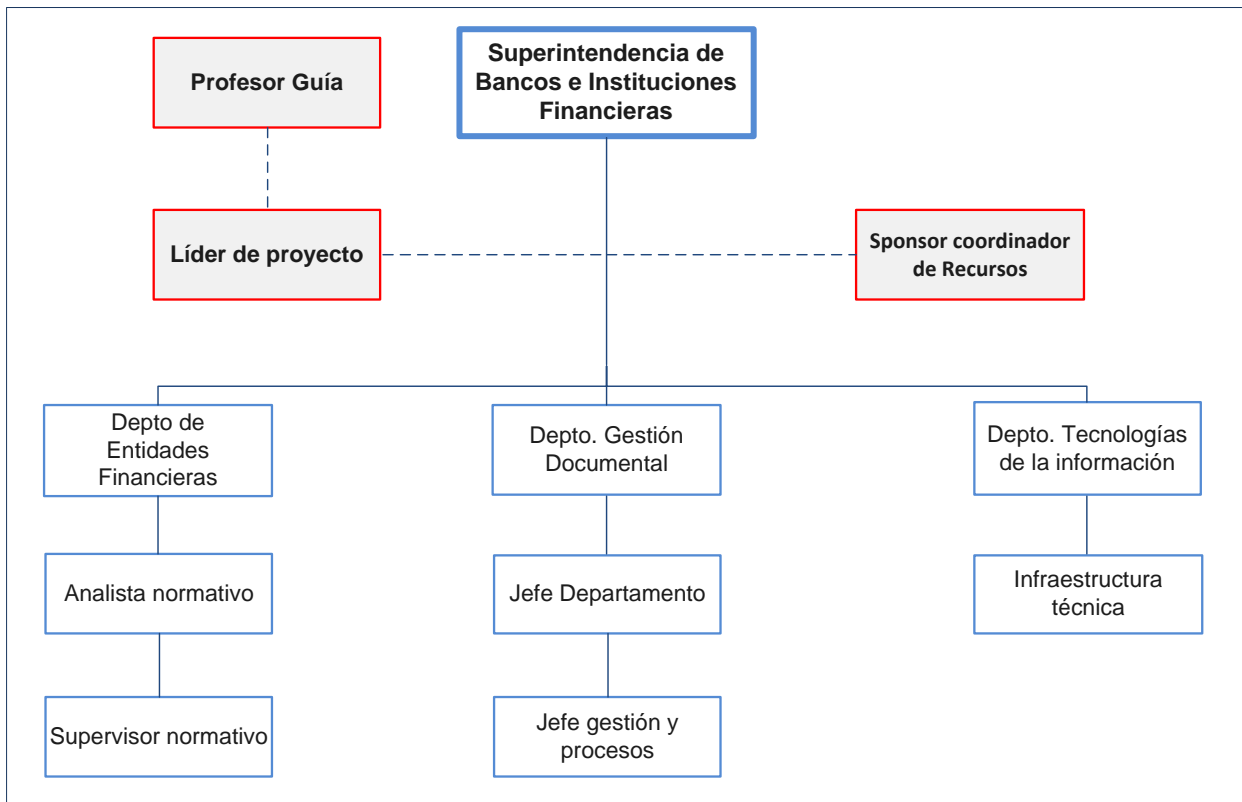 Superintendencia de
Bancos e Instituciones
Financieras
Profesor Guía
Líder de proyecto
Sponsor coordinador
de Recursos
Depto de
Entidades
Financieras
Depto. Gestión
Documental
Depto. Tecnologías
de la información
Analista normativo
Jefe Departamento
Infraestructura
técnica
Supervisor normativo
Jefe gestión y
procesos